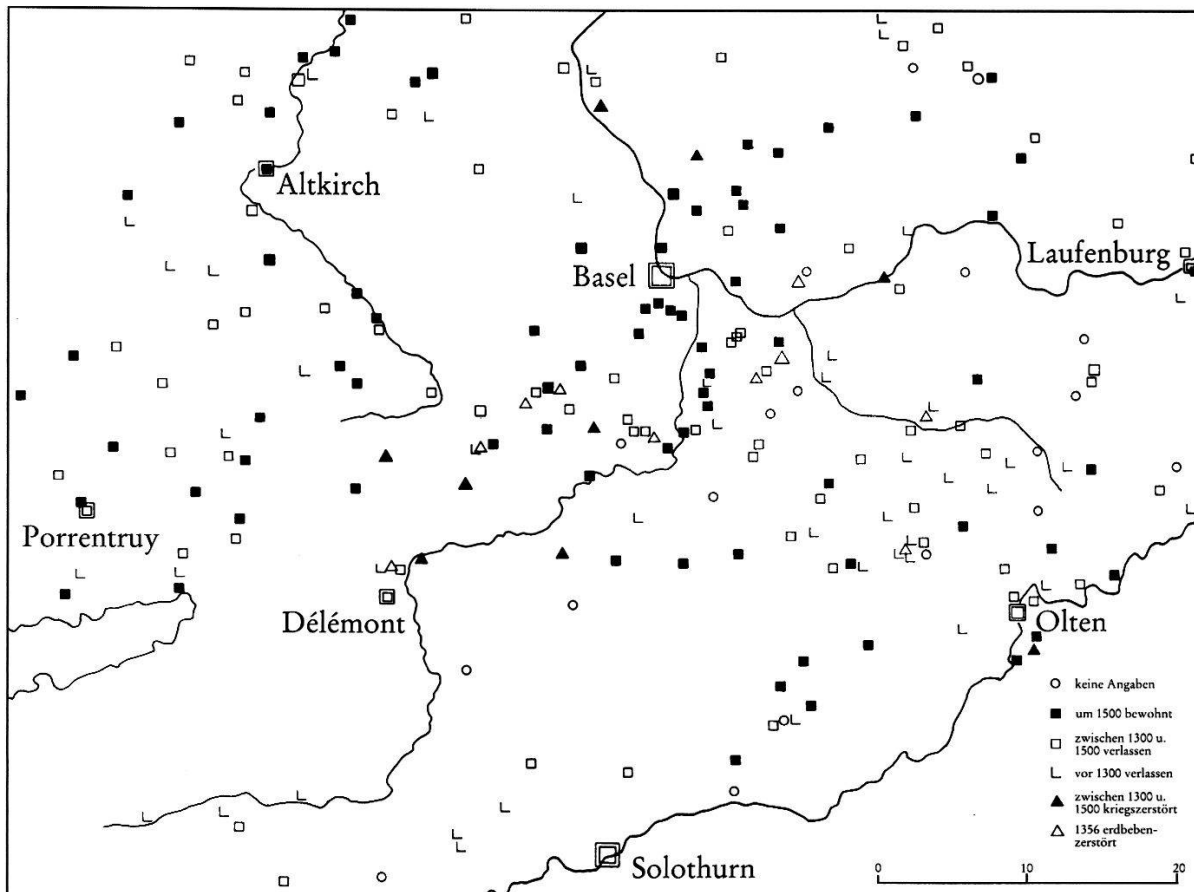 Altkirch
Basel
Laufenburg
Porrentruy
Délémont
Olten
Solothurn
keine Angaben
um 1500 bewohnt
zwischen 1300 u.
1500 verlassen
vor 1300 verlassen
zwischen 1300 u.
1500 kriegszerstört
1356 erdbeben-
zerstört
0 10 20